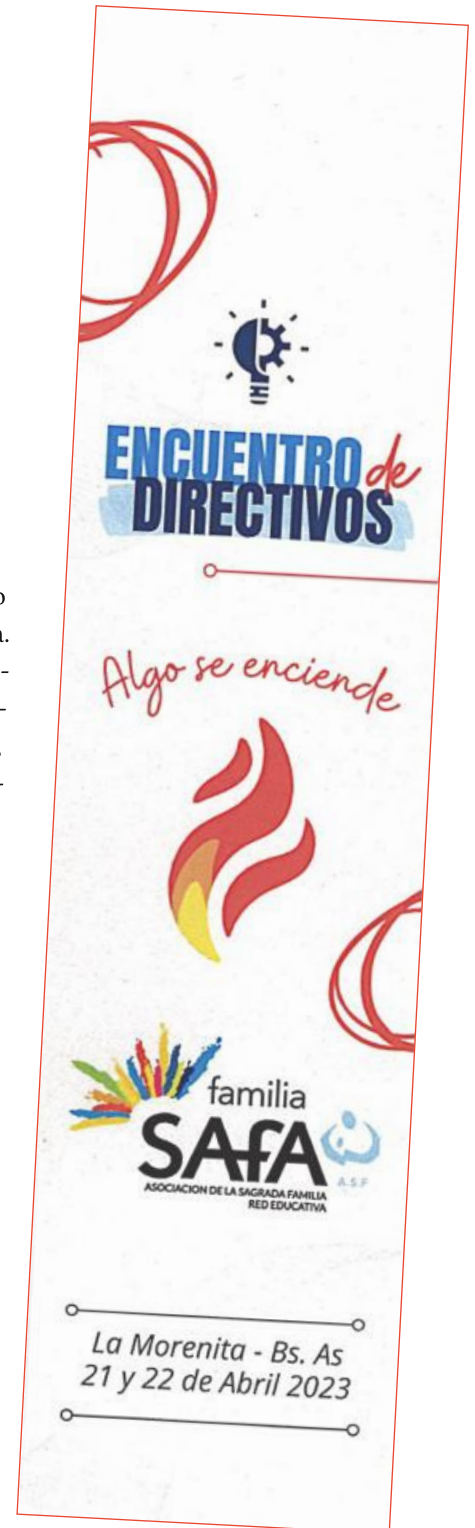 ENCUENTRO de
DIRECTIVOS
Algo se enciende
familia
SAfA
A.S.F
ASOCIACION DE LA SAGRADA FAMILIA
RED EDUCATIVA
La Morenita - Bs. As
21 y 22 de Abril 2023